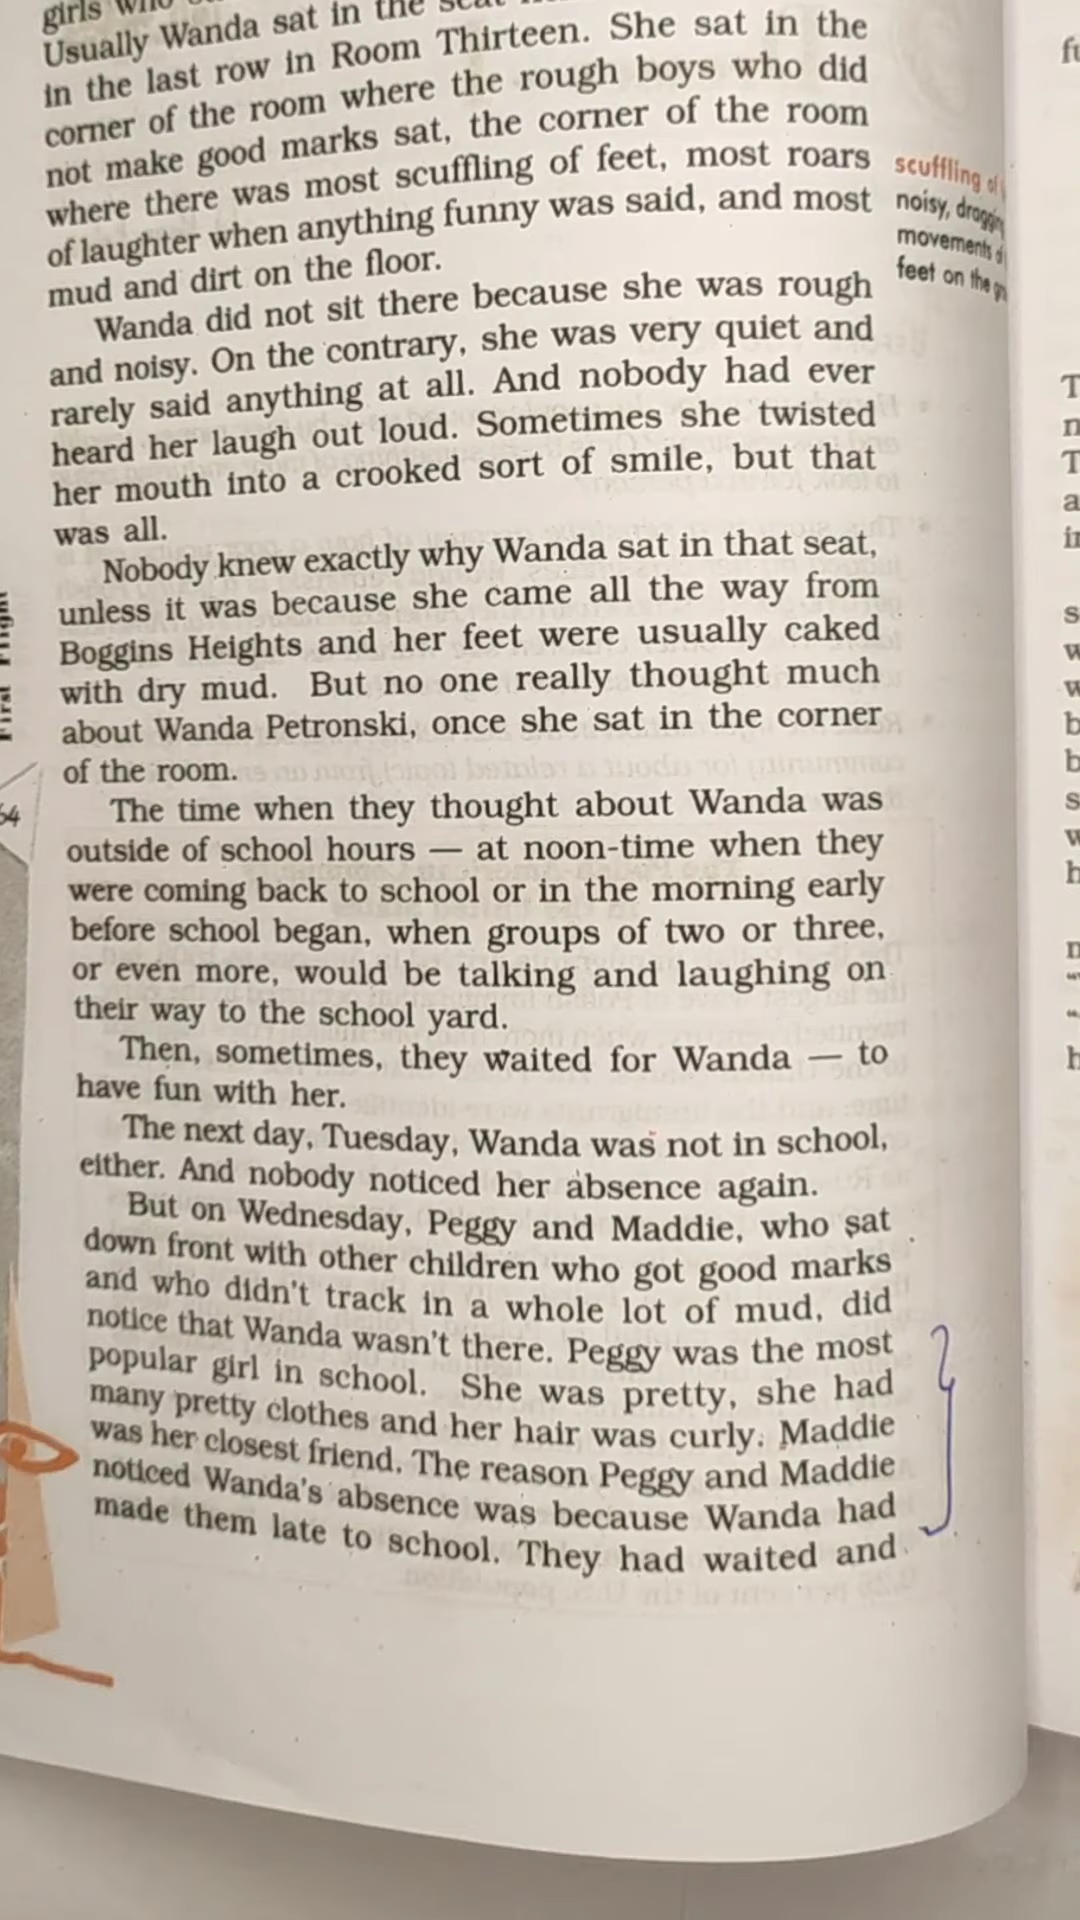 girls who
Usually Wanda sat in the seat
in the last row in Room Thirteen. She sat in the
corner of the room where the rough boys who did
not make good marks sat, the corner of the room
where there was most scuffling of feet, most roars
of laughter when anything funny was said, and most
mud and dirt on the floor.
Wanda did not sit there because she was rough
and noisy. On the contrary, she was very quiet and
rarely said anything at all. And nobody had ever
heard her laugh out loud. Sometimes she twisted
her mouth into a crooked sort of smile, but that
was all.
Nobody knew exactly why Wanda sat in that seat,
unless it was because she came all the way from
Boggins Heights and her feet were usually caked
with dry mud. But no one really thought much
about Wanda Petronski, once she sat in the corner
of the room.
The time when they thought about Wanda was
outside of school hours — at noon-time when they
were coming back to school or in the morning early
before school began, when groups of two or three,
or even more, would be talking and laughing on
their way to the school yard.
Then, sometimes, they waited for Wanda — to
have fun with her.
The next day, Tuesday, Wanda was not in school,
either. And nobody noticed her absence again.
But on Wednesday, Peggy and Maddie, who sat
down front with other children who got good marks
and who didn't track in a whole lot of mud, did
notice that Wanda wasn't there. Peggy was the most
popular girl in school. She was pretty, she had
many pretty clothes and her hair was curly. Maddie
was her closest friend. The reason Peggy and Maddie
noticed Wanda's absence was because Wanda had
made them late to school. They had waited and
scuffling of
noisy, dragging
movements of
feet on the
First Flight
64